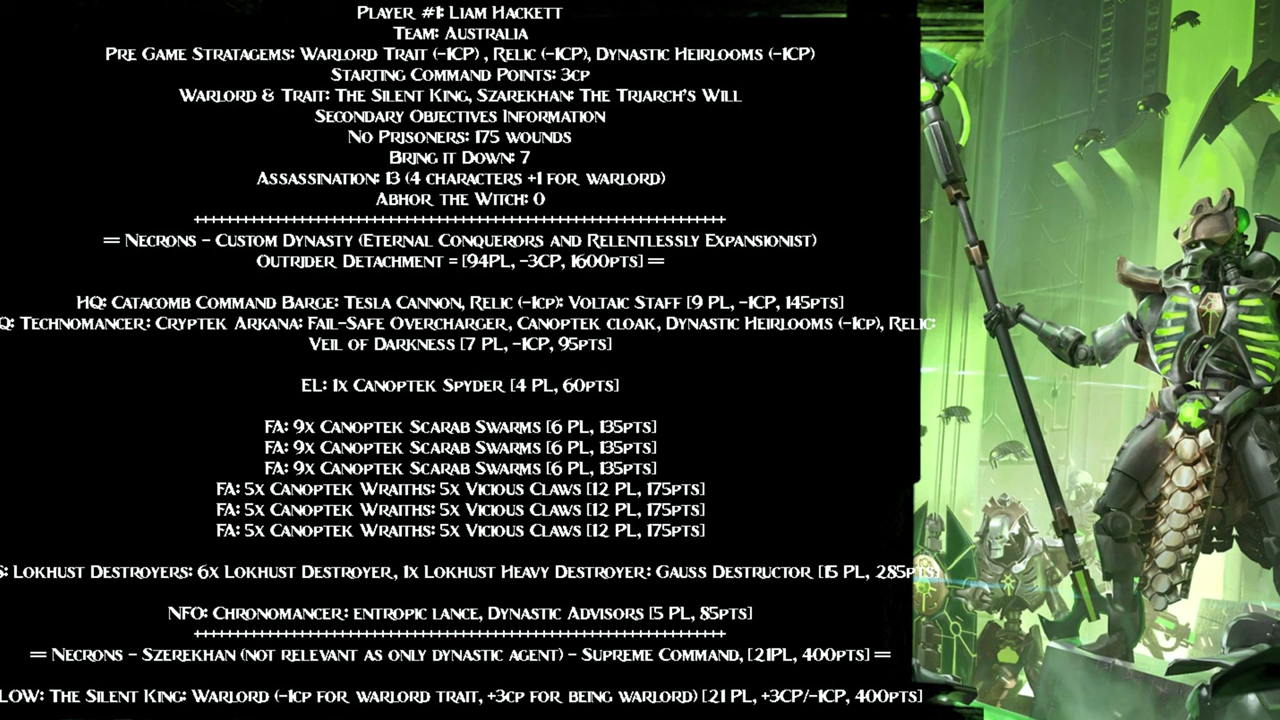 Player #1: Liam Hackett
Team: Australia
Pre Game Stratagems: Warlord Trait (-1CP) , Relic (-1CP), Dynastic Heirlooms (-1CP)
Starting Command Points: 3cp
Warlord & Trait: The Silent King, Szarekhan: The Triarch's Will
Secondary Objectives Information
No Prisoners: 175 wounds
Bring it Down: 7
Assassination: 13 (4 characters +1 for warlord)
Abhor the Witch: 0
++++++++++++++++++++++++++++++++++++++++++++++++++++++++++++++++
== Necrons - Custom Dynasty (Eternal Conquerors and Relentlessly Expansionist)
Outrider Detachment = [94PL, -3CP, 1600pts] ==
HQ: Catacomb Command Barge: Tesla Cannon, Relic (-1cp): Voltaic Staff [9 PL, -1CP, 145pts]
Q: Technomancer: Cryptek Arkana: Fail-Safe Overcharger, Canoptek cloak, Dynastic Heirlooms (-1cp), Relic:
Veil of Darkness [7 PL, -1CP, 95pts]
EL: 1x Canoptek Spyder [4 PL, 60pts]
FA: 9x Canoptek Scarab Swarms [6 PL, 135pts]
FA: 9x Canoptek Scarab Swarms [6 PL, 135pts]
FA: 9x Canoptek Scarab Swarms [6 PL, 135pts]
FA: 5x Canoptek Wraiths: 5x Vicious Claws [12 PL, 175pts]
FA: 5x Canoptek Wraiths: 5x Vicious Claws [12 PL, 175pts]
FA: 5x Canoptek Wraiths: 5x Vicious Claws [12 PL, 175pts]
S: Lokhust Destroyers: 6x Lokhust Destroyer, 1x Lokhust Heavy Destroyer: Gauss Destructor [15 PL, 285pts]
NFO: Chronomancer: entropic lance, Dynastic Advisors [5 PL, 85pts]
++++++++++++++++++++++++++++++++++++++++++++++++++++++++++++++++
== Necrons - Szerekhan (not relevant as only dynastic agent) - Supreme Command, [21PL, 400pts] ==
LOW: The Silent King: Warlord (-1cp for warlord trait, +3cp for being warlord) [21 PL, +3CP/-1CP, 400pts]